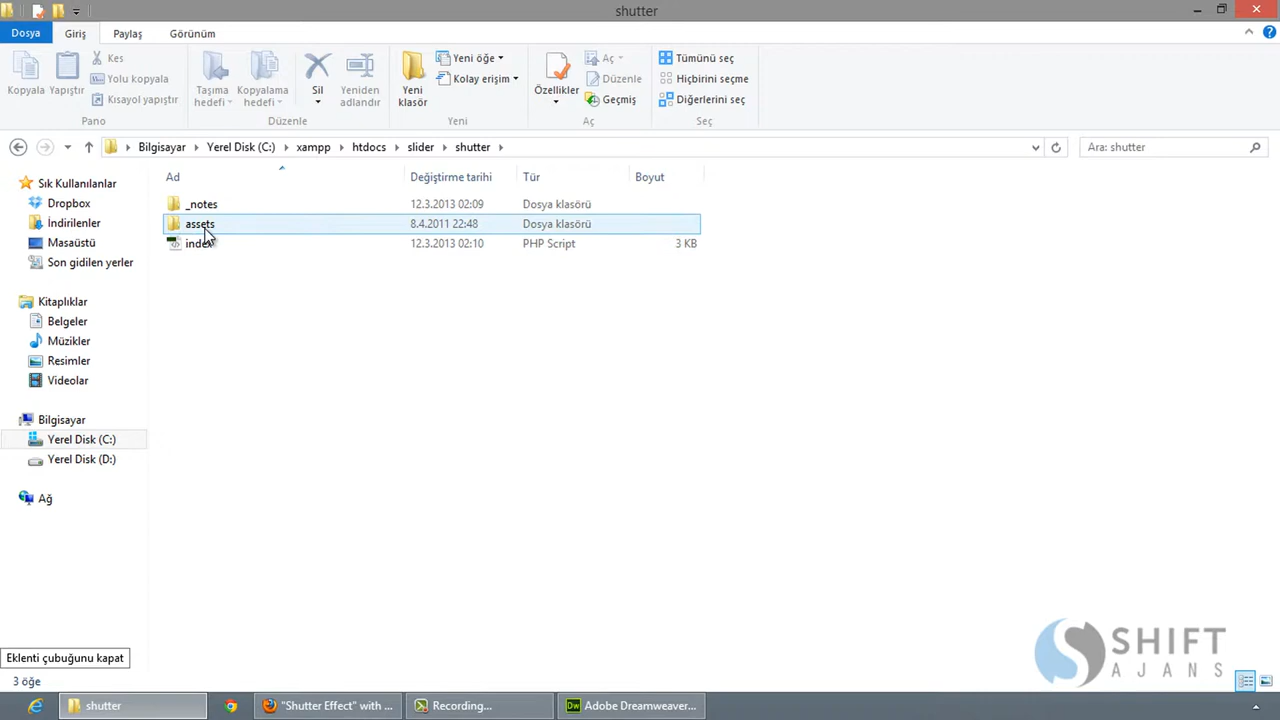 shutter
Dosya Giriş Paylaş Görünüm
Kopyala Yapıştır Kes Yolu kopyala Kısayol yapıştır
Pano
Taşıma hedefi Kopyalama hedefi Sil Yeniden adlandır
Düzenle
Yeni klasör Yeni öğe Kolay erişim
Yeni
Özellikler Aç Düzenle Geçmiş
Aç
Tümünü seç
Hiçbirini seçme
Diğerlerini seç
Seç
Bilgisayar Yerel Disk (C:) xampp htdocs slider shutter
Ara: shutter
Ad Değiştirme tarihi Tür Boyut
_notes 12.3.2013 02:09 Dosya klasörü
assets 8.4.2011 22:48 Dosya klasörü
index 12.3.2013 02:10 PHP Script 3 KB
Sık Kullanılanlar
Dropbox
İndirilenler
Masaüstü
Son gidilen yerler
Kitaplıklar
Belgeler
Müzikler
Resimler
Videolar
Bilgisayar
Yerel Disk (C:)
Yerel Disk (D:)
Ağ
SHIFT
AJANS
Eklenti çubuğunu kapat
3 öğe
shutter
"Shutter Effect" with ...
Recording...
Dw Adobe Dreamweaver...